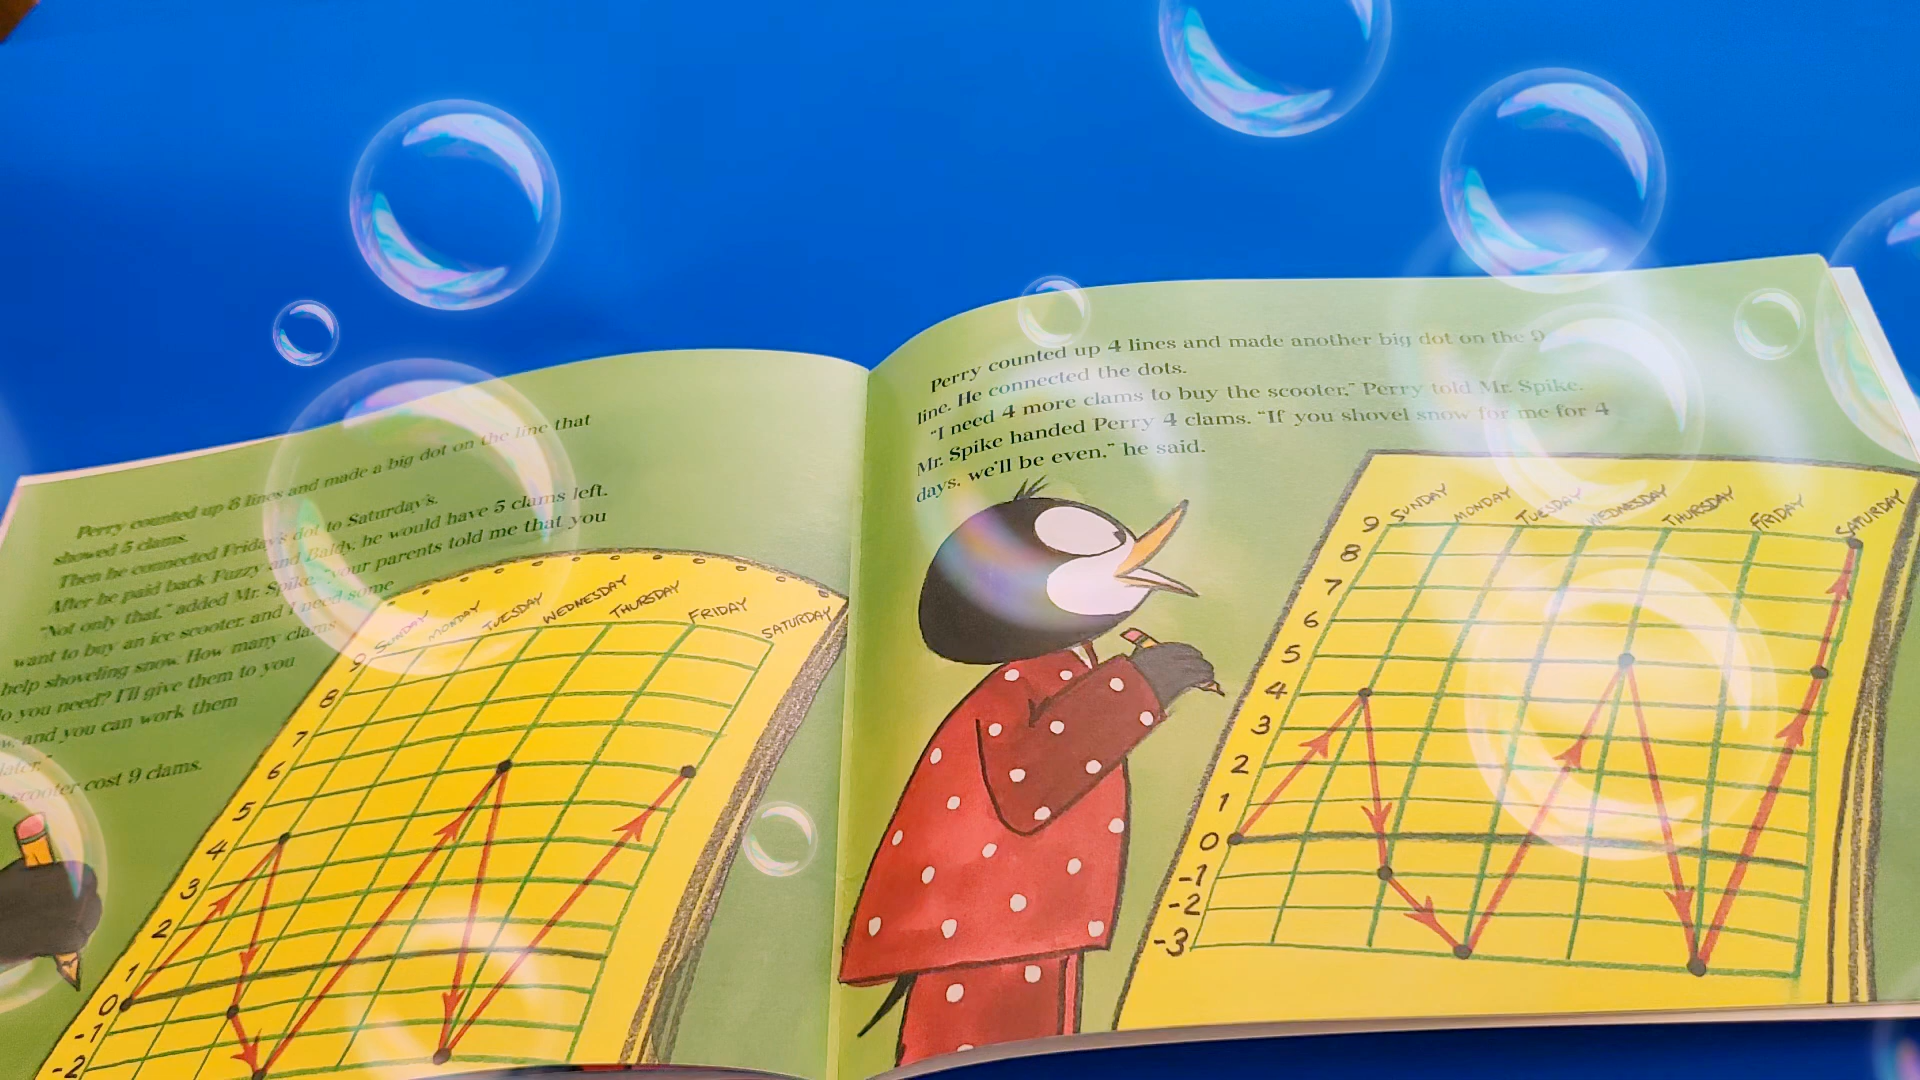 Perry counted up 8 lines and made a big dot on the line that
showed 5 clams.
Then he connected Friday's dot to Saturday's.
After he paid back Fuzzy and Baldy, he would have 5 clams left.
"Not only that," added Mr. Spike, "your parents told me that you
want to buy an ice scooter, and I need some
help shoveling snow. How many clams
do you need? I'll give them to you
and you can work them
later."
scooter cost 9 clams.
SUNDAY MONDAY TUESDAY WEDNESDAY THURSDAY FRIDAY SATURDAY
9
8
7
6
5
4
3
2
1
0
-1
-2
Perry counted up 4 lines and made another big dot on the 9
line. He connected the dots.
"I need 4 more clams to buy the scooter," Perry told Mr. Spike.
Mr. Spike handed Perry 4 clams. "If you shovel snow for me for 4
days, we'll be even," he said.
SUNDAY MONDAY TUESDAY WEDNESDAY THURSDAY FRIDAY SATURDAY
9
8
7
6
5
4
3
2
1
0
-1
-2
-3